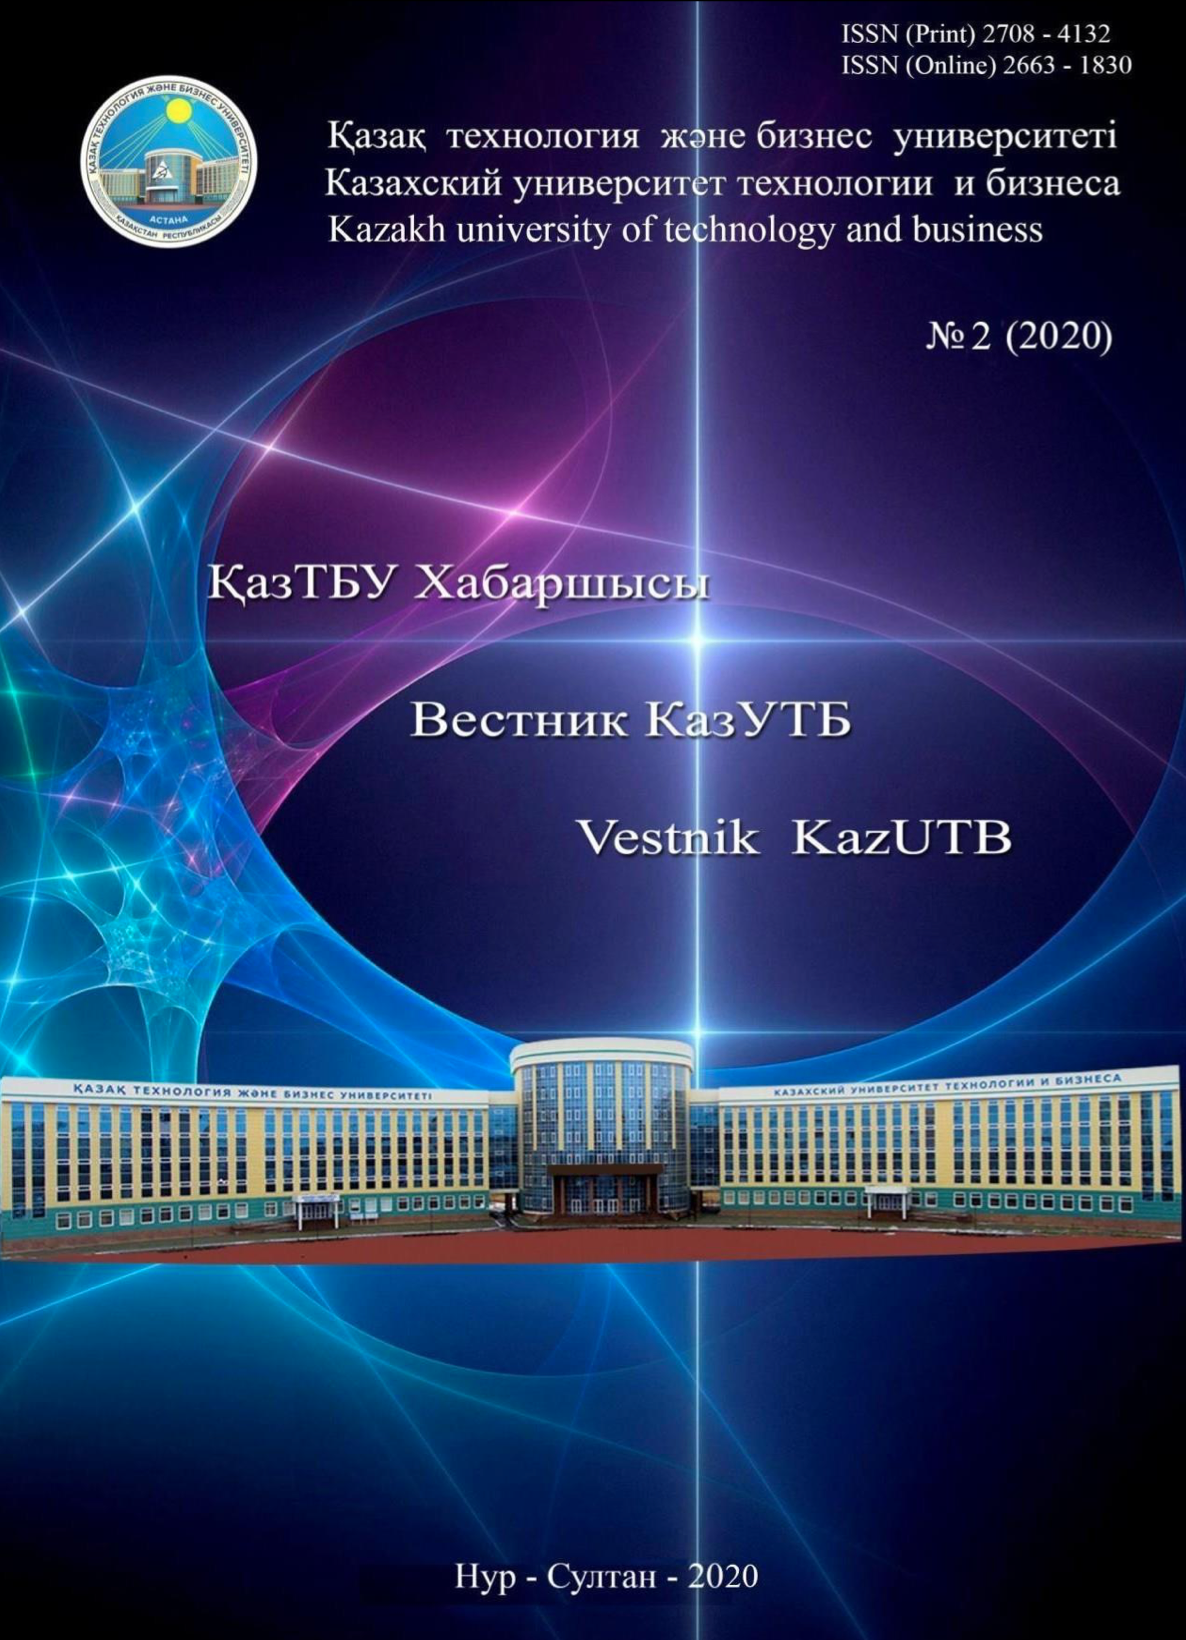 ISSN (Print) 2708 - 4132
ISSN (Online) 2663 - 1830
ҚАЗАҚ ТЕХНОЛОГИЯ ЖӘНЕ БИЗНЕС УНИВЕРСИТЕТІ
АСТАНА
ҚАЗАҚСТАН РЕСПУБЛИКАСЫ
Қазақ технология және бизнес университеті
Казахский университет технологии и бизнеса
Kazakh university of technology and business
№ 2 (2020)
ҚазТБУ Хабаршысы
Вестник КазУТБ
Vestnik KazUTB
ҚАЗАҚ ТЕХНОЛОГИЯ ЖӘНЕ БИЗНЕС УНИВЕРСИТЕТІ
КАЗАХСКИЙ УНИВЕРСИТЕТ ТЕХНОЛОГИИ И БИЗНЕСА
Нур - Султан - 2020